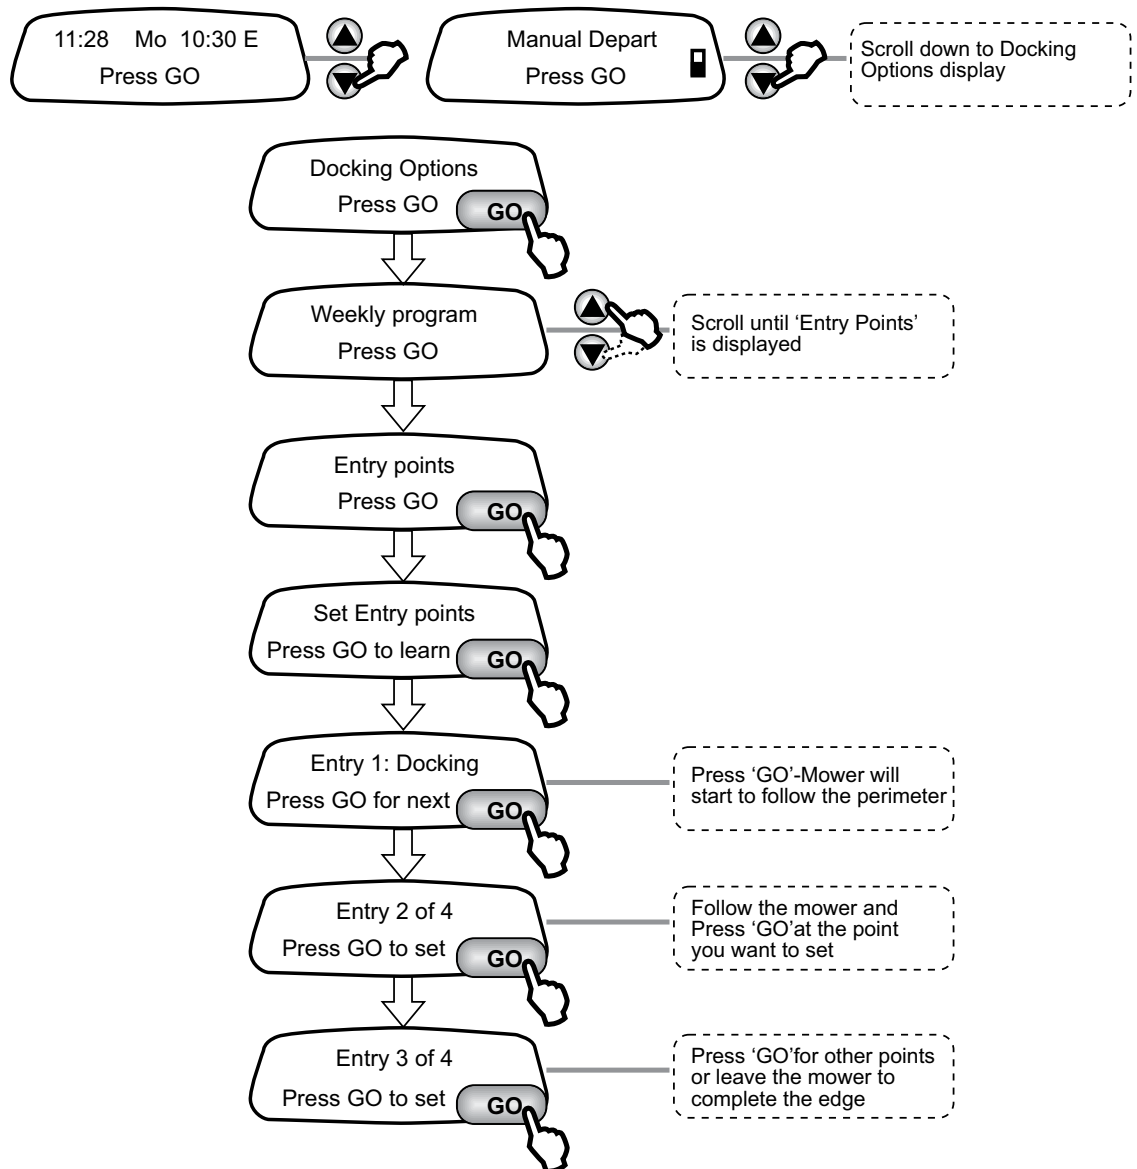 11:28 Mo 10:30 E
Press GO
Manual Depart
Press GO
Scroll down to Docking
Options display
Docking Options
Press GO
GO
Weekly program
Press GO
Scroll until ‘Entry Points’
is displayed
Entry points
Press GO
GO
Set Entry points
Press GO to learn
GO
Entry 1: Docking
Press GO for next
GO
Press ‘GO’-Mower will
start to follow the perimeter
Entry 2 of 4
Press GO to set
GO
Follow the mower and
Press ‘GO’at the point
you want to set
Entry 3 of 4
Press GO to set
GO
Press ‘GO’for other points
or leave the mower to
complete the edge